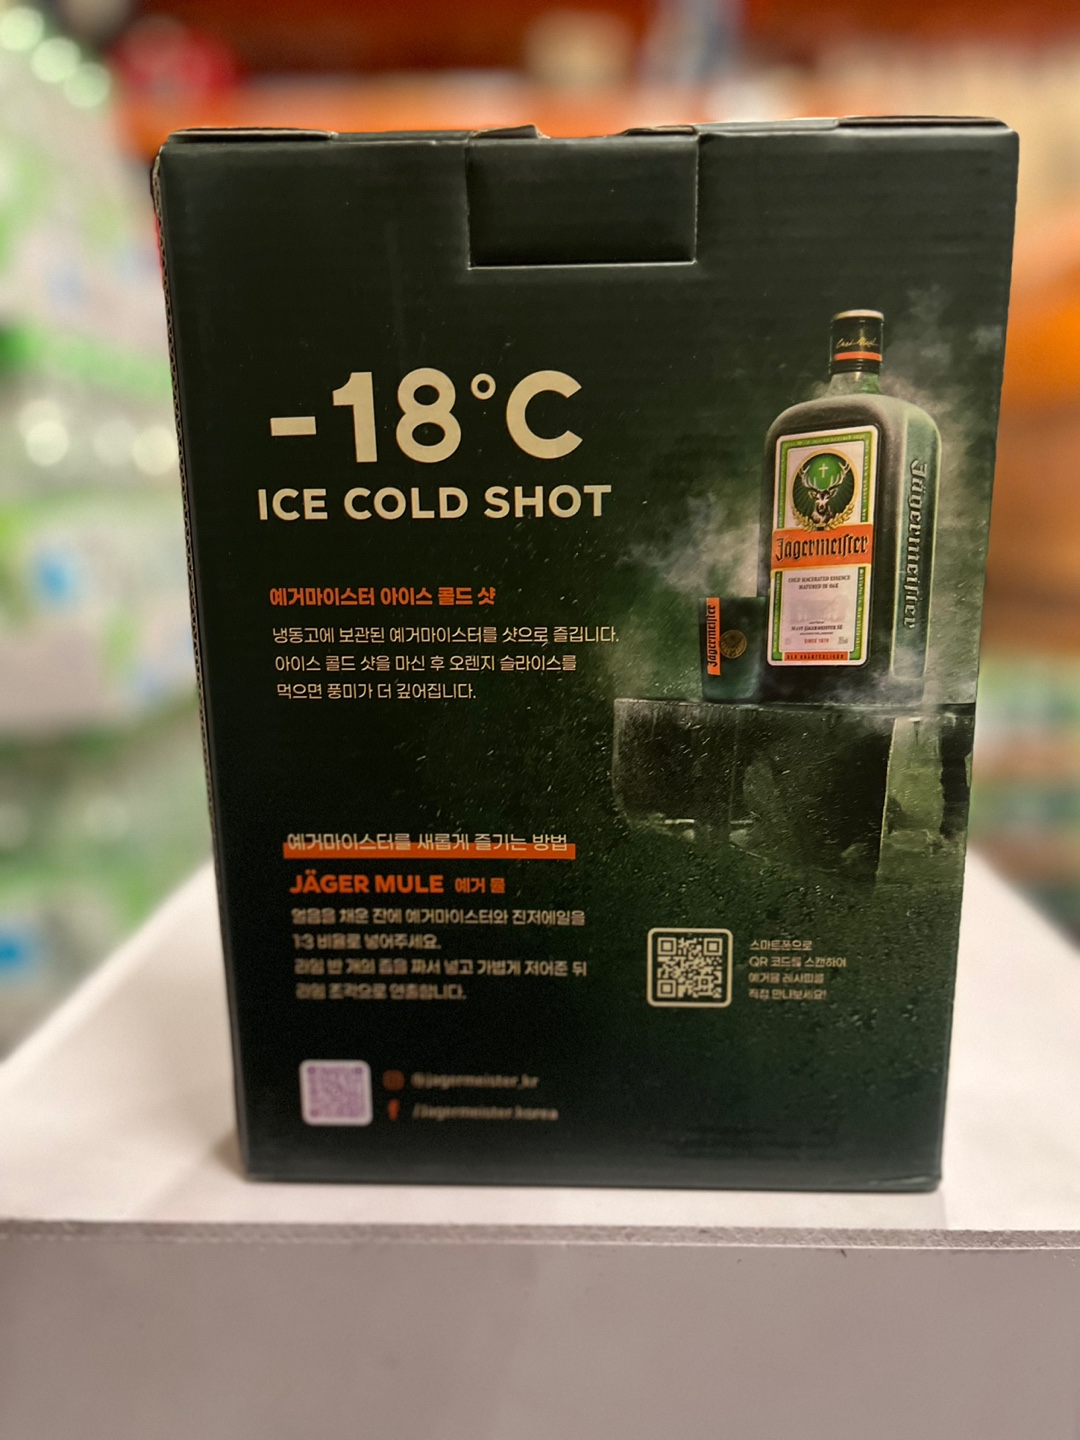 -18°C
ICE COLD SHOT
예거마이스터 아이스 콜드 샷
냉동고에 보관된 예거마이스터를 샷으로 즐깁니다.
아이스 콜드 샷을 마신 후 오렌지 슬라이스를
먹으면 풍미가 더 깊어집니다.
Jägermeister
COLD MACERATED ESSENCE
MATURED IN OAK
SINCE 1878
Jägermeister
Jägermeister
예거마이스터를 새롭게 즐기는 방법
JÄGER MULE 예거 뮬
얼음을 채운 잔에 예거마이스터와 진저에일을
1:3 비율로 넣어주세요.
라임 반 개의 즙을 짜서 넣고 가볍게 저어준 뒤
라임 조각으로 연출합니다.
스마트폰으로
QR 코드를 스캔하여
예거뮬 레시피를
직접 만나보세요!
@jagermeister_kr
/Jagermeister.korea